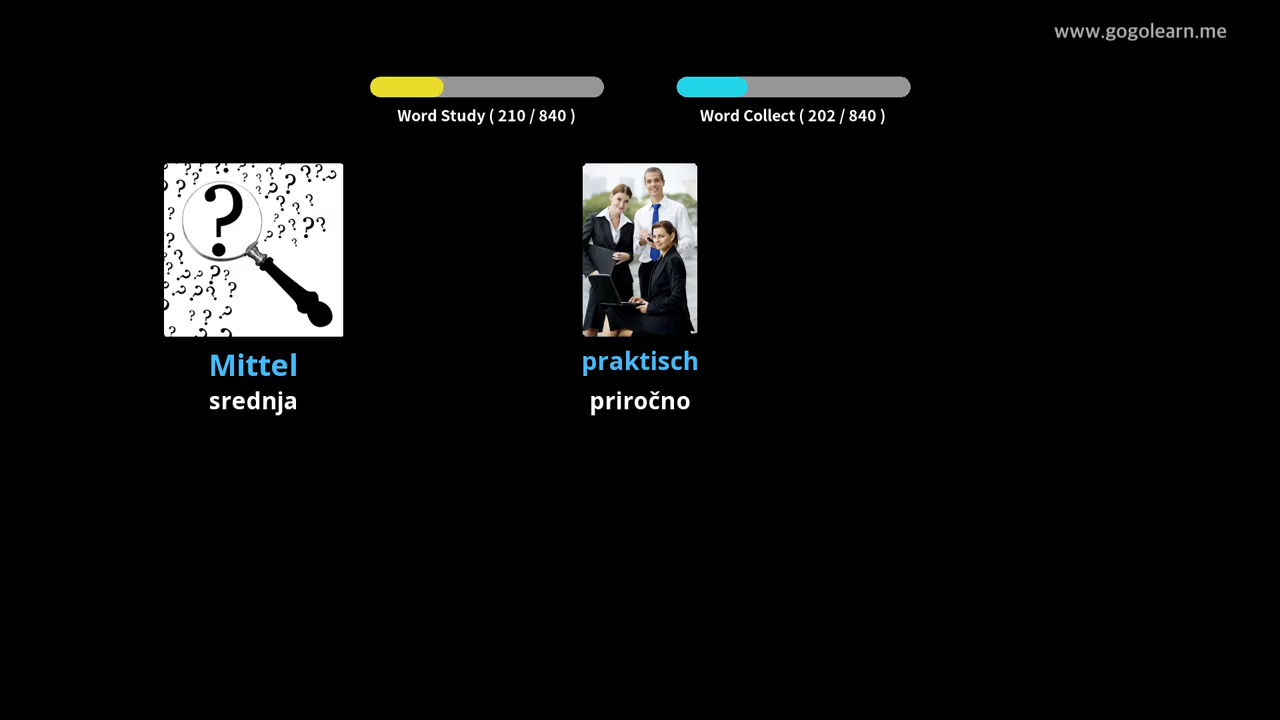 www.gogolearn.me
Word Study ( 210 / 840 )
Word Collect ( 202 / 840 )
Mittel
srednja
praktisch
priročno